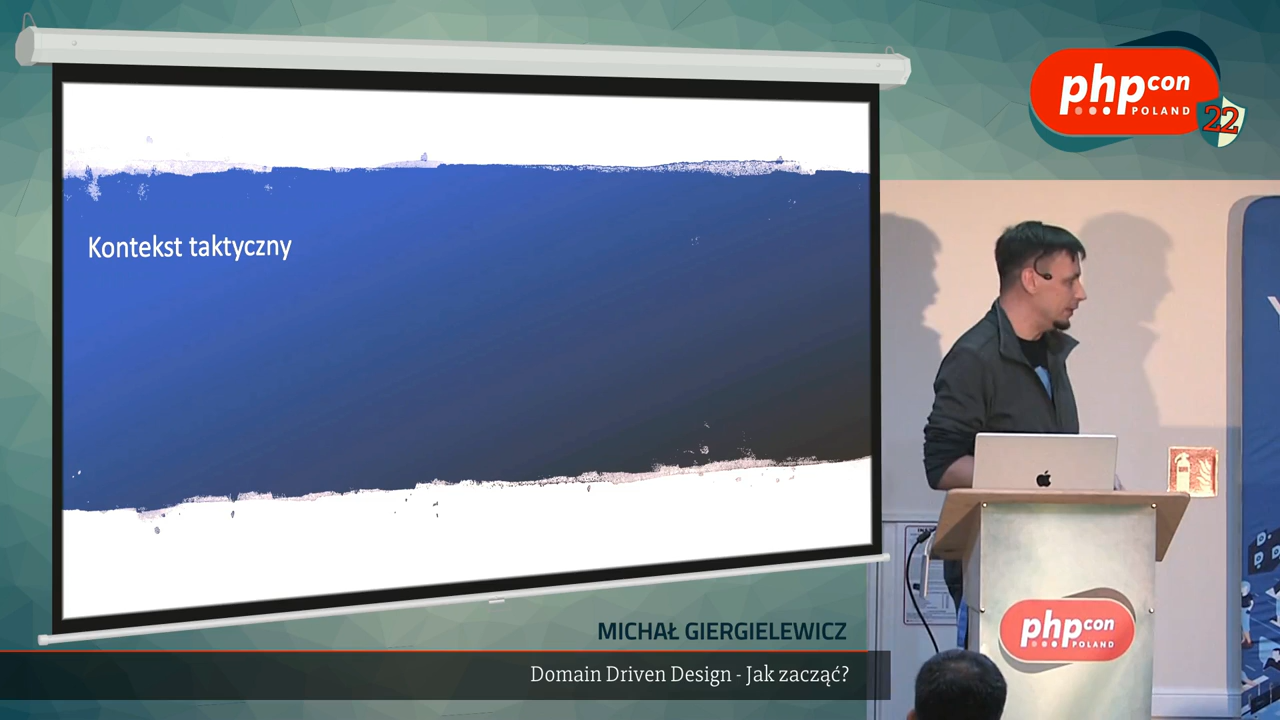 php con
POLAND
22
Kontekst taktyczny
php con
POLAND
MICHAŁ GIERGIELEWICZ
Domain Driven Design - Jak zacząć?